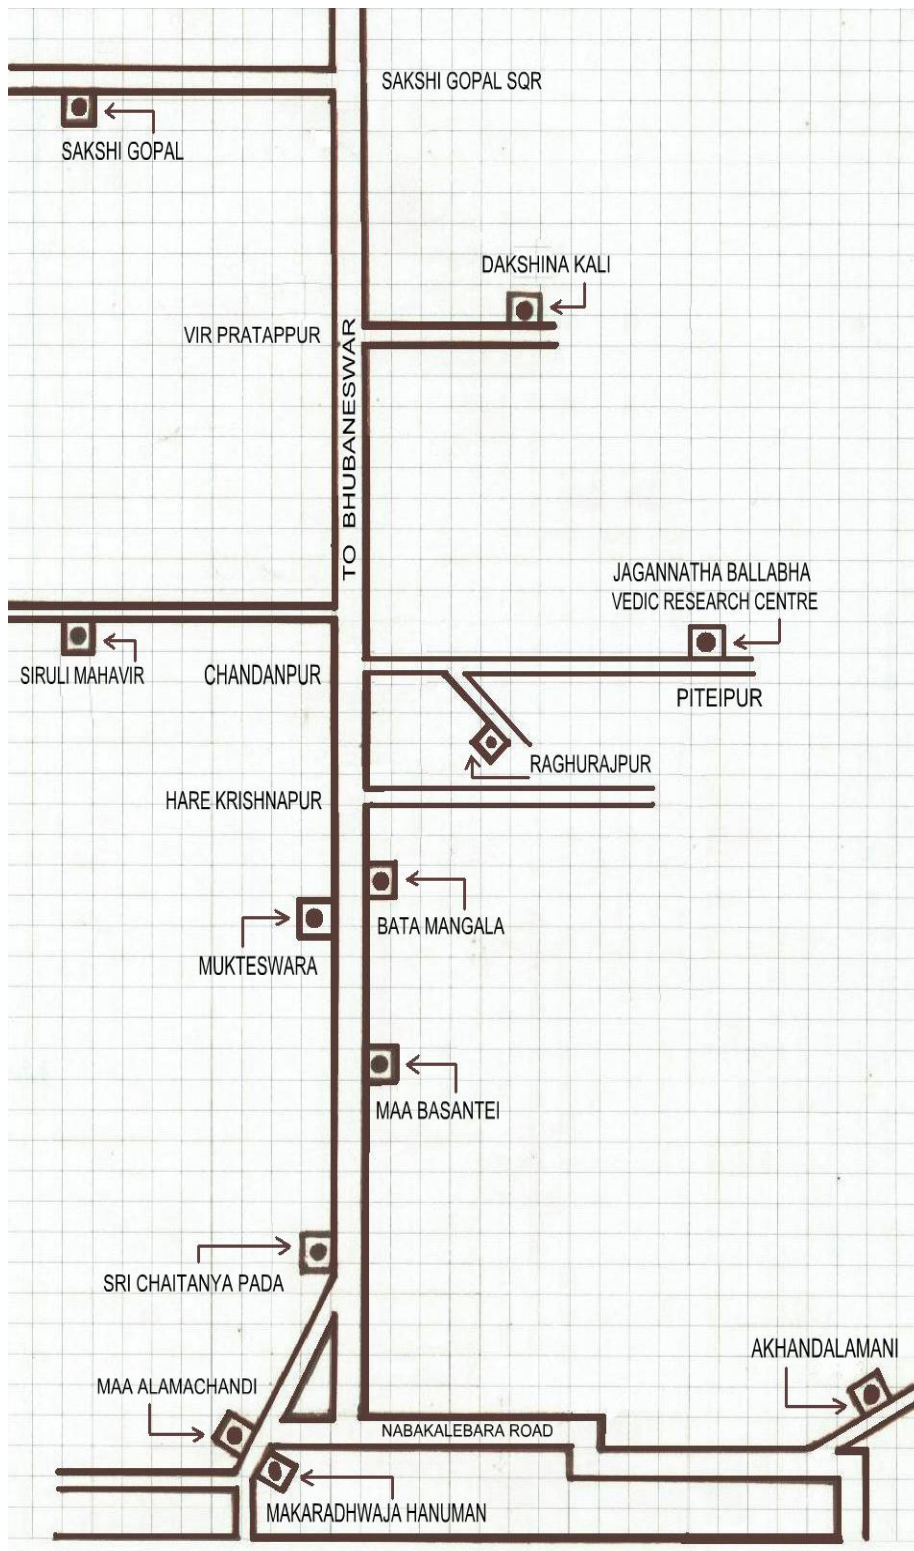 SAKSHI GOPAL SQR
SAKSHI GOPAL
DAKSHINA KALI
VIR PRATAPPUR
TO BHUBANESWAR
JAGANNATHA BALLABHA
VEDIC RESEARCH CENTRE
SIRULI MAHAVIR
CHANDANPUR
PITEIPUR
RAGHURAJPUR
HARE KRISHNAPUR
BATA MANGALA
MUKTESWARA
MAA BASANTEI
SRI CHAITANYA PADA
AKHANDALAMANI
MAA ALAMACHANDI
NABAKALEBARA ROAD
MAKARADHWAJA HANUMAN